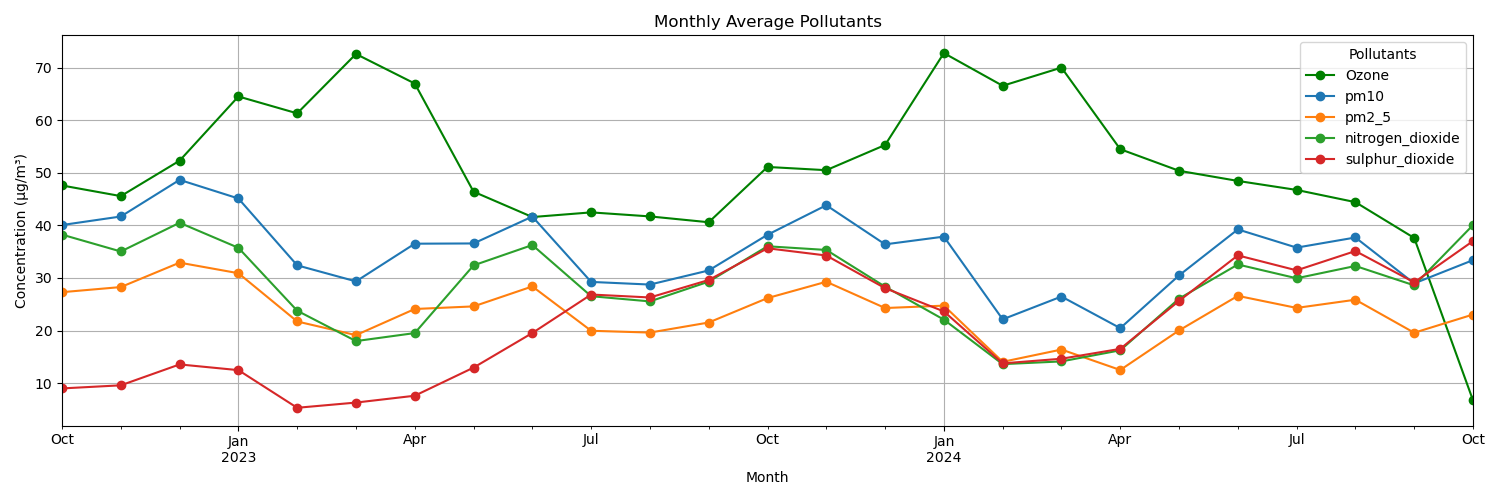 Monthly Average Pollutants
Concentration (µg/m³)
70
60
50
40
30
20
10
Pollutants
Ozone
pm10
pm2_5
nitrogen_dioxide
sulphur_dioxide
Oct Jan Apr Jul Oct Jan Apr Jul Oct
2023 2024
Month